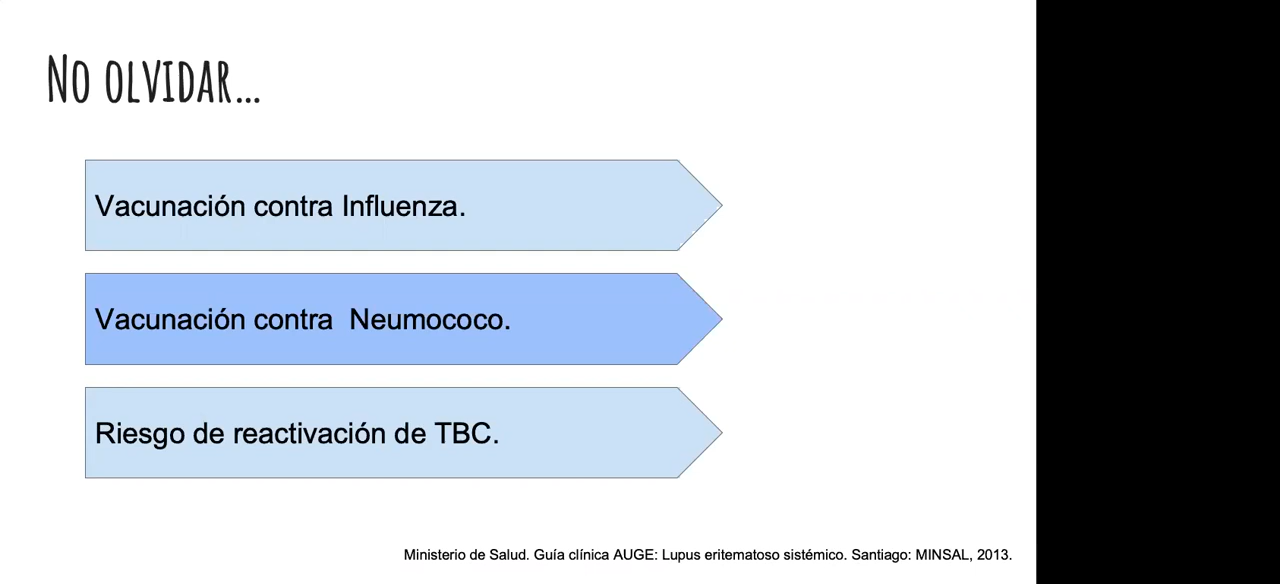 No olvidar...
Vacunación contra Influenza.
Vacunación contra Neumococo.
Riesgo de reactivación de TBC.
Ministerio de Salud. Guía clínica AUGE: Lupus eritematoso sistémico. Santiago: MINSAL, 2013.